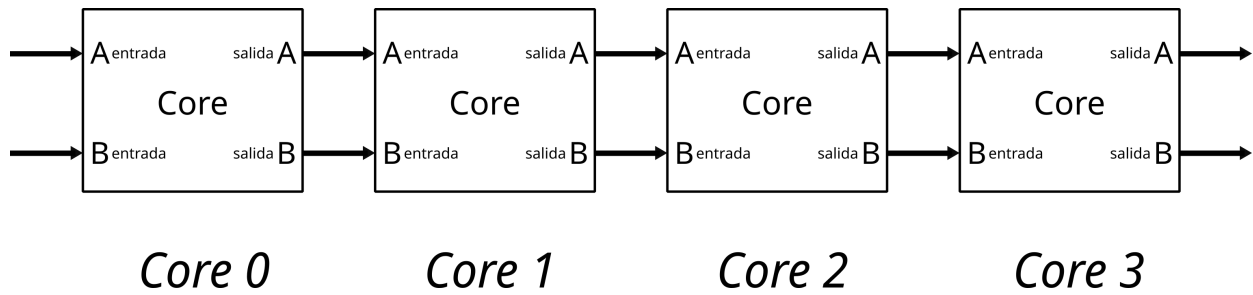 A entrada salida A A entrada salida A A entrada salida A A entrada salida A
Core Core Core Core
B entrada salida B B entrada salida B B entrada salida B B entrada salida B
Core 0 Core 1 Core 2 Core 3